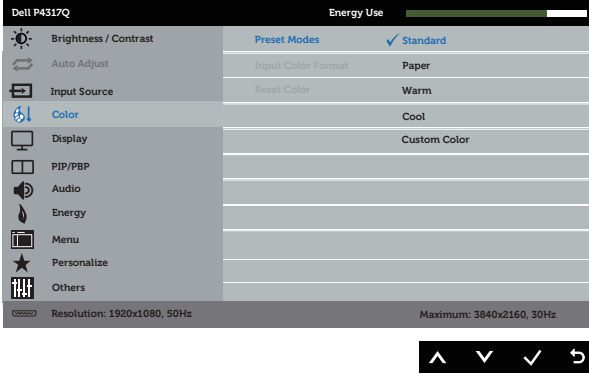 Dell P4317Q Energy Use
Brightness / Contrast Preset Modes Standard
Auto Adjust Input Color Format Paper
Input Source Reset Color Warm
Color Cool
Display Custom Color
PIP/PBP
Audio
Energy
Menu
Personalize
Others
Resolution: 1920x1080, 50Hz Maximum: 3840x2160, 30Hz